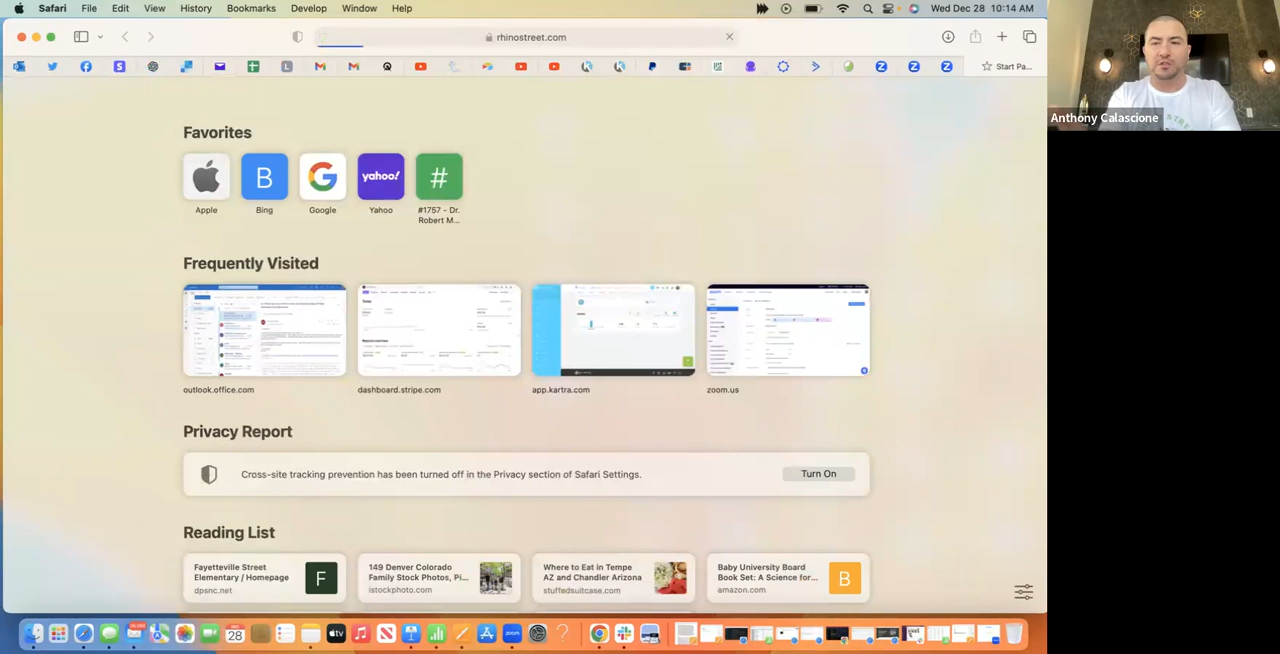 Safari File Edit View History Bookmarks Develop Window Help
Wed Dec 28 10:14 AM
rhinostreet.com
Start Pa...
Anthony Calascione
Favorites
B
yahoo!
#
Apple
Bing
Google
Yahoo
#1757 - Dr.
Robert M...
Frequently Visited
outlook.office.com
dashboard.stripe.com
app.kartra.com
zoom.us
Privacy Report
Cross-site tracking prevention has been turned off in the Privacy section of Safari Settings.
Turn On
Reading List
Fayetteville Street
Elementary / Homepage
dpsnc.net
F
149 Denver Colorado
Family Stock Photos, Pi...
istockphoto.com
Where to Eat in Tempe
AZ and Chandler Arizona
stuffedsuitcase.com
Baby University Board
Book Set: A Science for...
amazon.com
B
DEC
28
tv
zoom